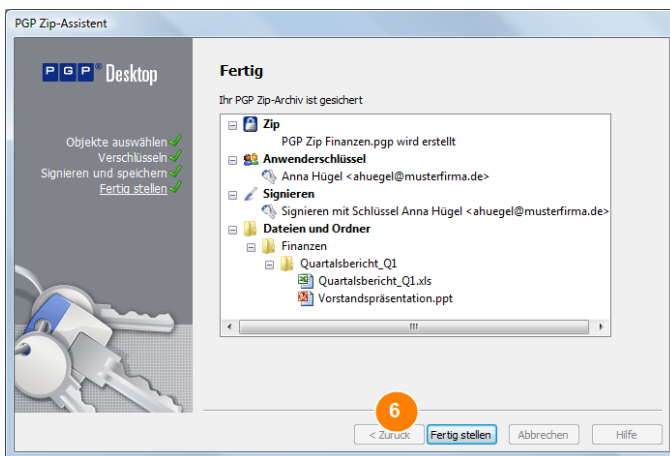 PGP Zip-Assistent
PGP® Desktop
Objekte auswählen
Verschlüsseln
Signieren und speichern
Fertig stellen
Fertig
Ihr PGP Zip-Archiv ist gesichert
Zip
PGP Zip Finanzen.pgp wird erstellt
Anwenderschlüssel
Anna Hügel <ahuegel@musterfirma.de>
Signieren
Signieren mit Schlüssel Anna Hügel <ahuegel@musterfirma.de>
Dateien und Ordner
Finanzen
Quartalsbericht_Q1
Quartalsbericht_Q1.xls
Vorstandspräsentation.ppt
6
< Zurück
Fertig stellen
Abbrechen
Hilfe